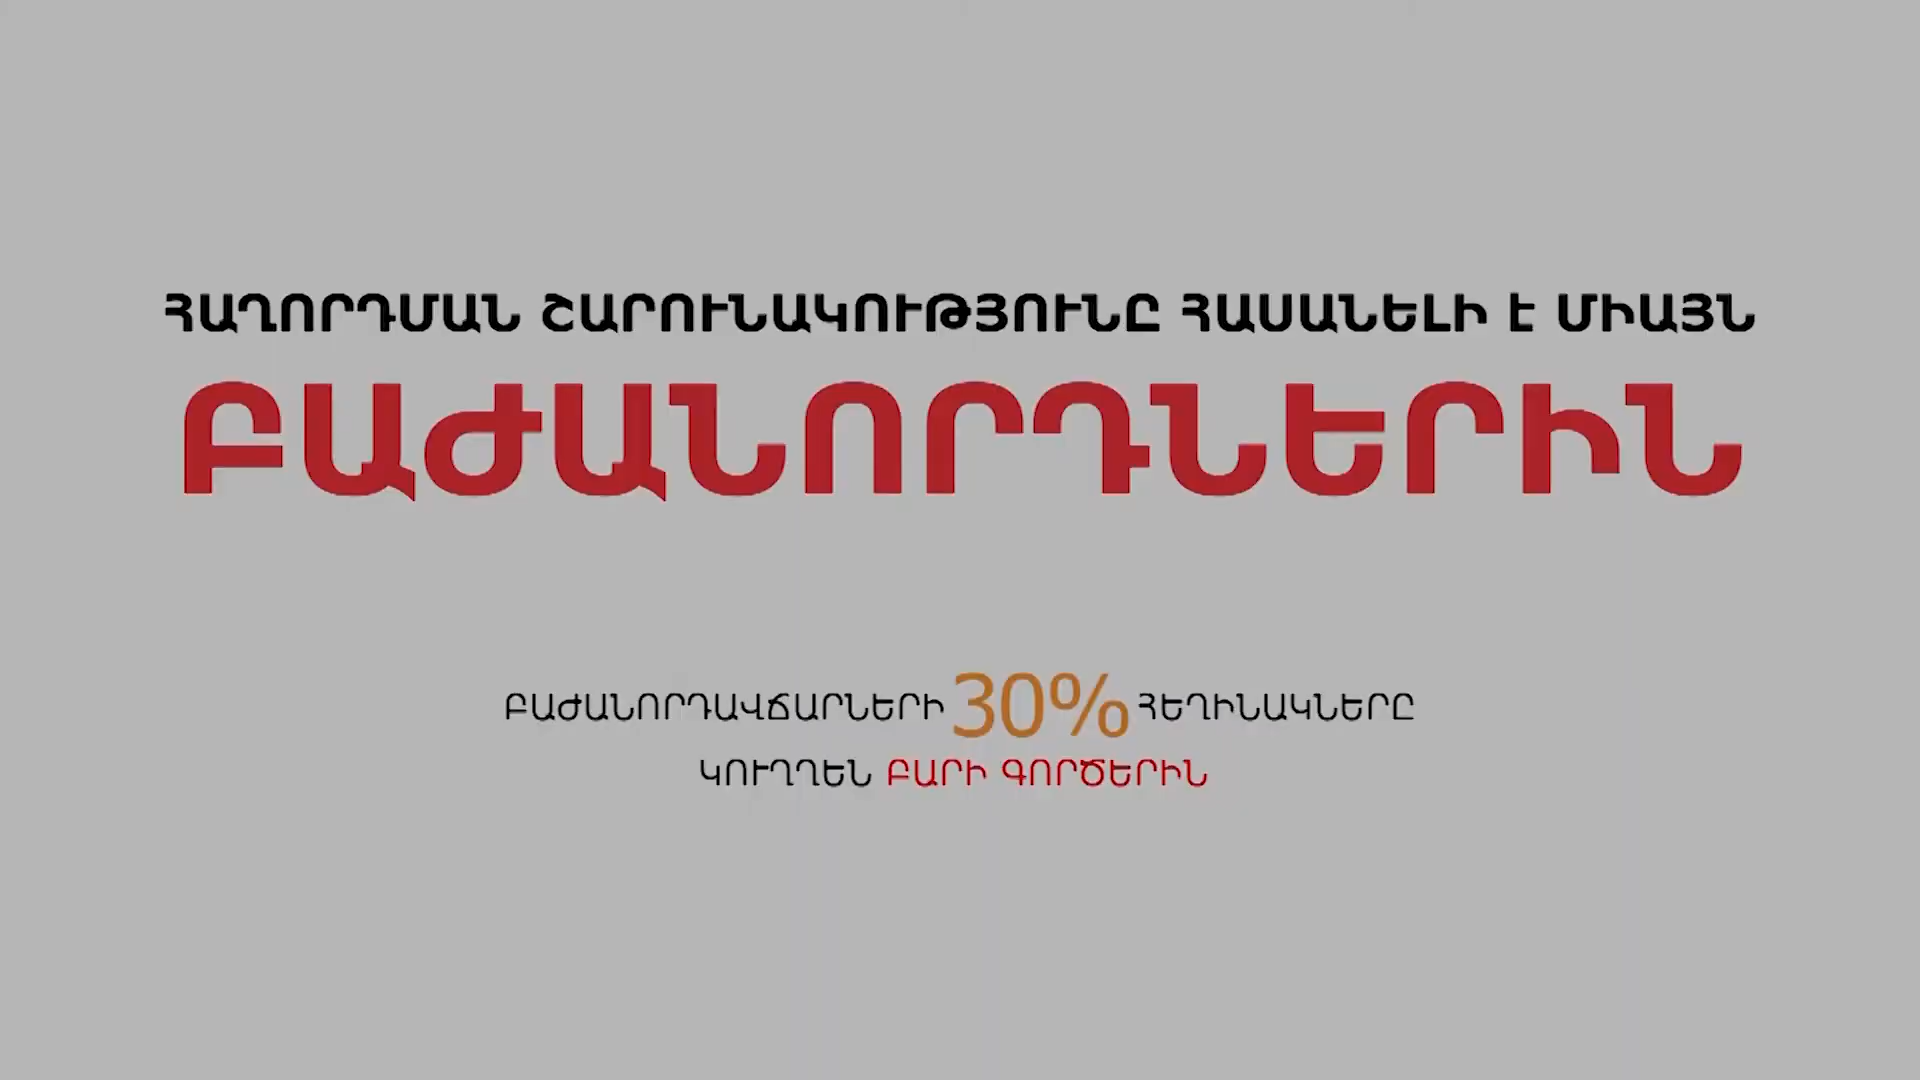 ՀԱՂՈՐԴՄԱՆ ՇԱՐՈՒՆԱԿՈՒԹՅՈՒՆԸ ՀԱՍԱՆԵԼԻ Է ՄԻԱՅՆ
ԲԱԺԱՆՈՐԴՆԵՐԻՆ
ԲԱԺԱՆՈՐԴԱՎՃԱՐՆԵՐԻ 30% ՀԵՂԻՆԱԿՆԵՐԸ
ԿՈՒՂՂԵՆ ԲԱՐԻ ԳՈՐԾԵՐԻՆ